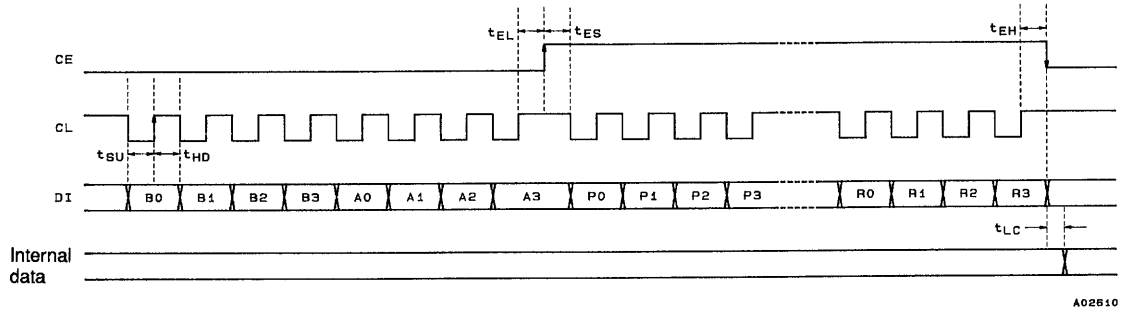 tEL
tES
tEH
CE
CL
tSU
tHD
DI
B0 B1 B2 B3 A0 A1 A2 A3 P0 P1 P2 P3 R0 R1 R2 R3
tLC
Internal
data
A02610